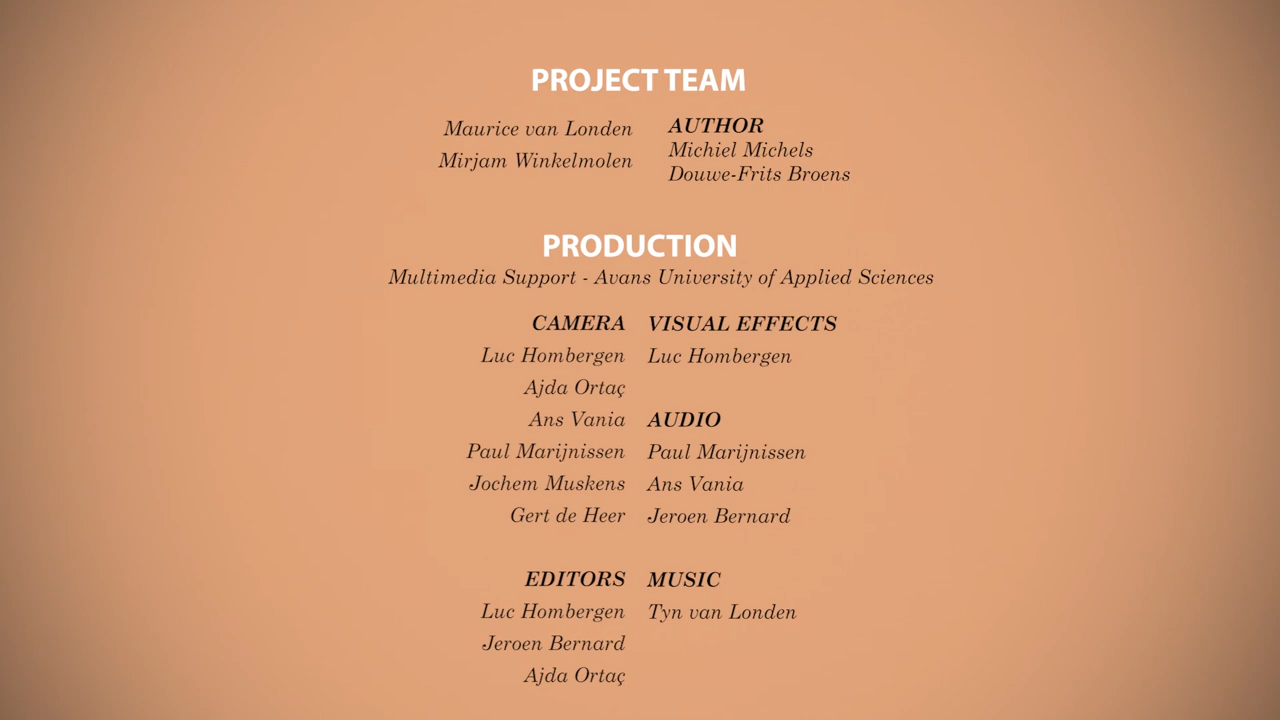 PROJECT TEAM
Maurice van Londen
Mirjam Winkelmolen
AUTHOR
Michiel Michels
Douwe-Frits Broens
PRODUCTION
Multimedia Support - Avans University of Applied Sciences
CAMERA
Luc Hombergen
Ajda Ortaç
Ans Vania
Paul Marijnissen
Jochem Muskens
Gert de Heer
VISUAL EFFECTS
Luc Hombergen
AUDIO
Paul Marijnissen
Ans Vania
Jeroen Bernard
EDITORS
Luc Hombergen
Jeroen Bernard
Ajda Ortaç
MUSIC
Tyn van Londen